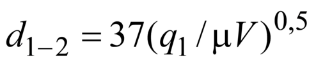 d₁₋₂ = 37(q₁ / μV)⁰,⁵